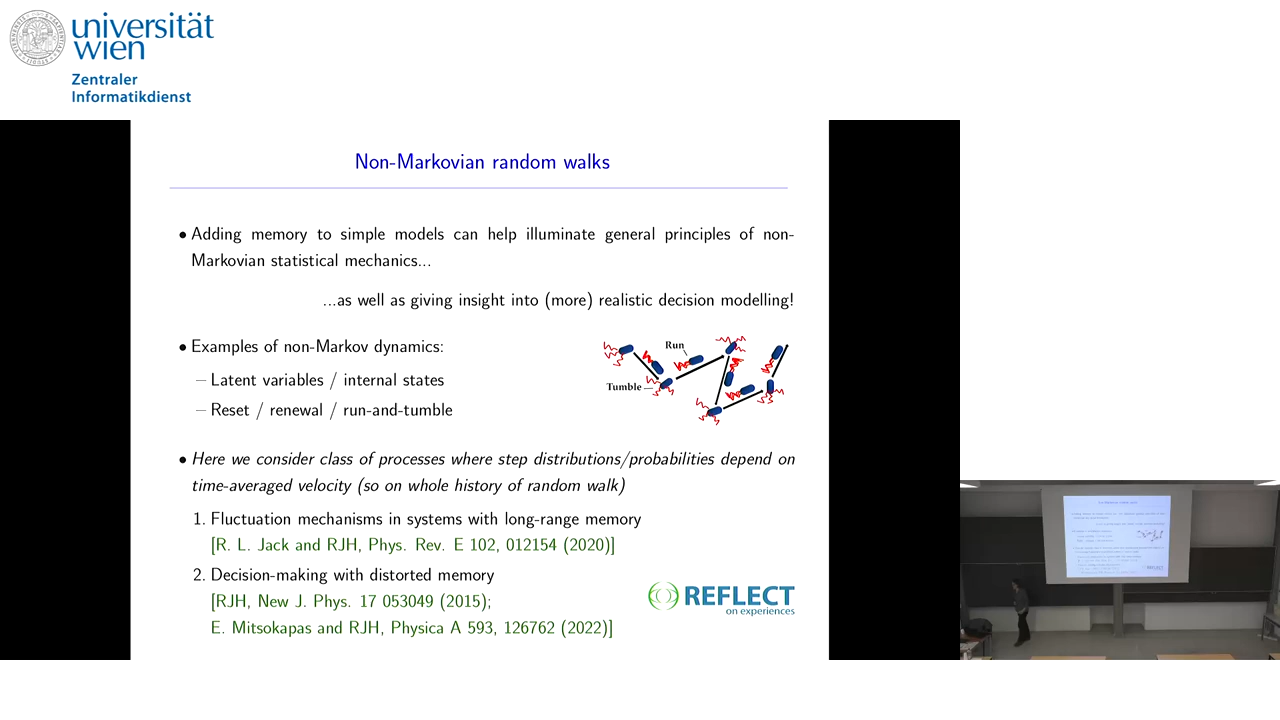 universität
wien
Zentraler
Informatikdienst
Non-Markovian random walks
• Adding memory to simple models can help illuminate general principles of non-
Markovian statistical mechanics...
...as well as giving insight into (more) realistic decision modelling!
• Examples of non-Markov dynamics:
– Latent variables / internal states
– Reset / renewal / run-and-tumble
Run
Tumble
• Here we consider class of processes where step distributions/probabilities depend on
time-averaged velocity (so on whole history of random walk)
1. Fluctuation mechanisms in systems with long-range memory
[R. L. Jack and RJH, Phys. Rev. E 102, 012154 (2020)]
2. Decision-making with distorted memory
[RJH, New J. Phys. 17 053049 (2015);
E. Mitsokapas and RJH, Physica A 593, 126762 (2022)]
REFLECT
on experiences